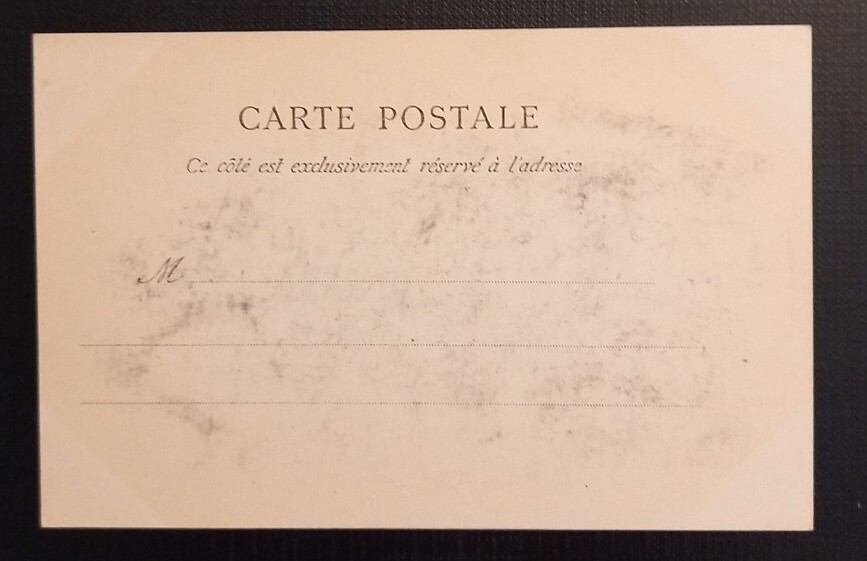 CARTE POSTALE
Ce côté est exclusivement réservé à l'adresse
M